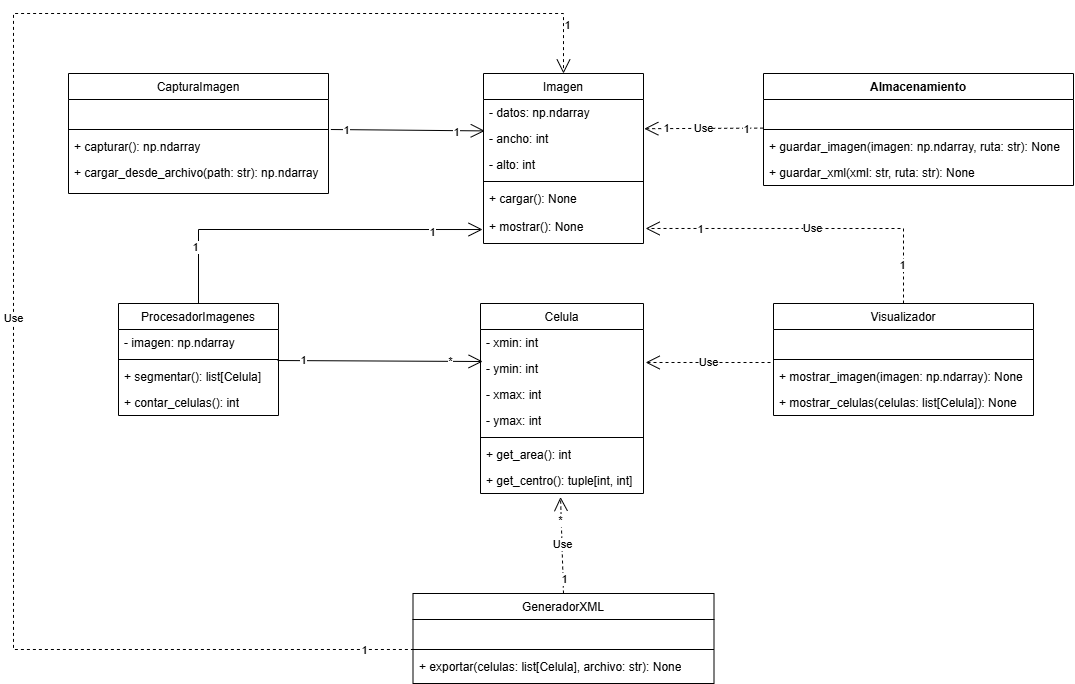 1
CapturaImagen
+ capturar(): np.ndarray
+ cargar_desde_archivo(path: str): np.ndarray
1
1
Imagen
- datos: np.ndarray
- ancho: int
- alto: int
+ cargar(): None
+ mostrar(): None
1
Use
1
Almacenamiento
+ guardar_imagen(imagen: np.ndarray, ruta: str): None
+ guardar_xml(xml: str, ruta: str): None
1
1
1
Use
1
Use
ProcesadorImagenes
- imagen: np.ndarray
+ segmentar(): list[Celula]
+ contar_celulas(): int
1
*
Celula
- xmin: int
- ymin: int
- xmax: int
- ymax: int
+ get_area(): int
+ get_centro(): tuple[int, int]
Use
Visualizador
+ mostrar_imagen(imagen: np.ndarray): None
+ mostrar_celulas(celulas: list[Celula]): None
*
Use
1
GeneradorXML
+ exportar(celulas: list[Celula], archivo: str): None
1